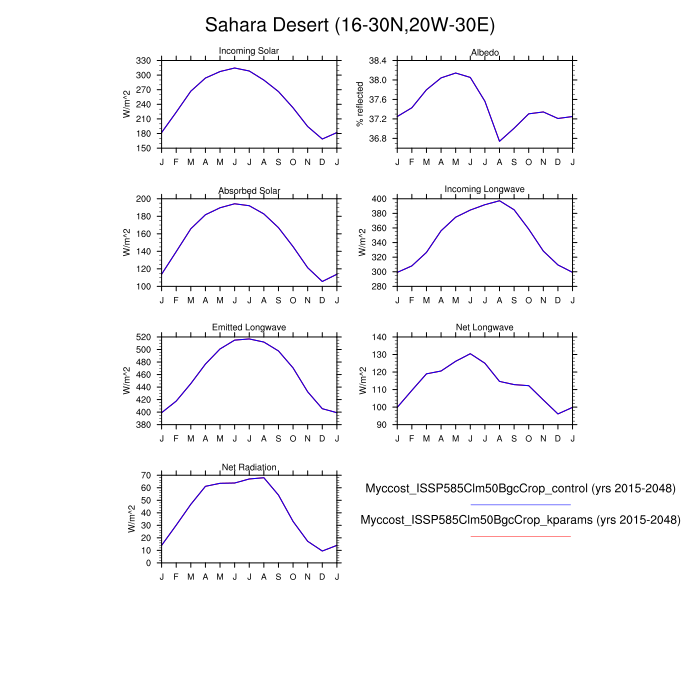 Sahara Desert (16-30N,20W-30E)
Incoming Solar
W/m^2
330
300
270
240
210
180
150
J F M A M J J A S O N D J
Albedo
% reflected
38.4
38.0
37.6
37.2
36.8
J F M A M J J A S O N D J
Absorbed Solar
W/m^2
200
180
160
140
120
100
J F M A M J J A S O N D J
Incoming Longwave
W/m^2
400
380
360
340
320
300
280
J F M A M J J A S O N D J
Emitted Longwave
W/m^2
520
500
480
460
440
420
400
380
J F M A M J J A S O N D J
Net Longwave
W/m^2
140
130
120
110
100
90
J F M A M J J A S O N D J
Net Radiation
W/m^2
70
60
50
40
30
20
10
0
J F M A M J J A S O N D J
Myccost_ISSP585Clm50BgcCrop_control (yrs 2015-2048)
Myccost_ISSP585Clm50BgcCrop_kparams (yrs 2015-2048)